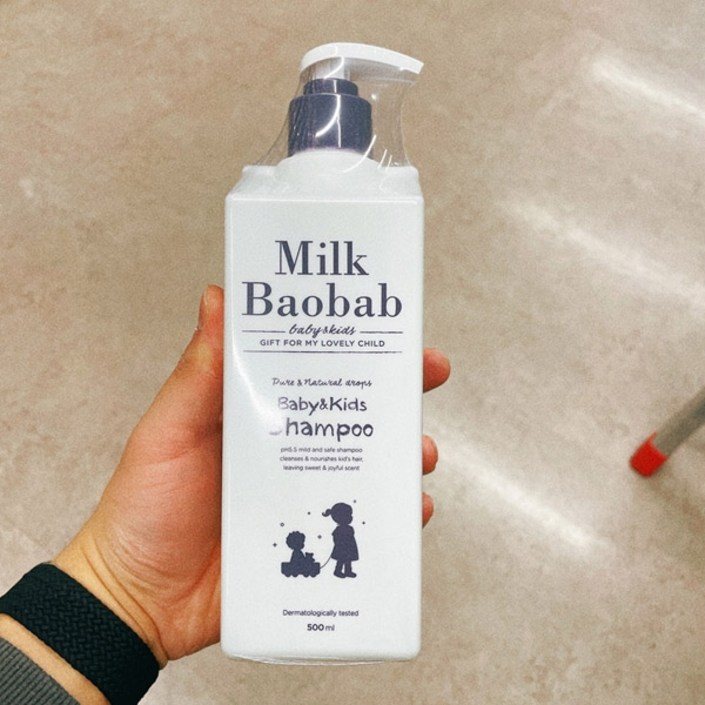 Milk
Baobab
baby&kids
GIFT FOR MY LOVELY CHILD
Pure & Natural drops
Baby&Kids
Shampoo
pH5.5 mild and safe shampoo
cleanses & nourishes kid's hair,
leaving sweet & joyful scent
Dermatologically tested
500ml